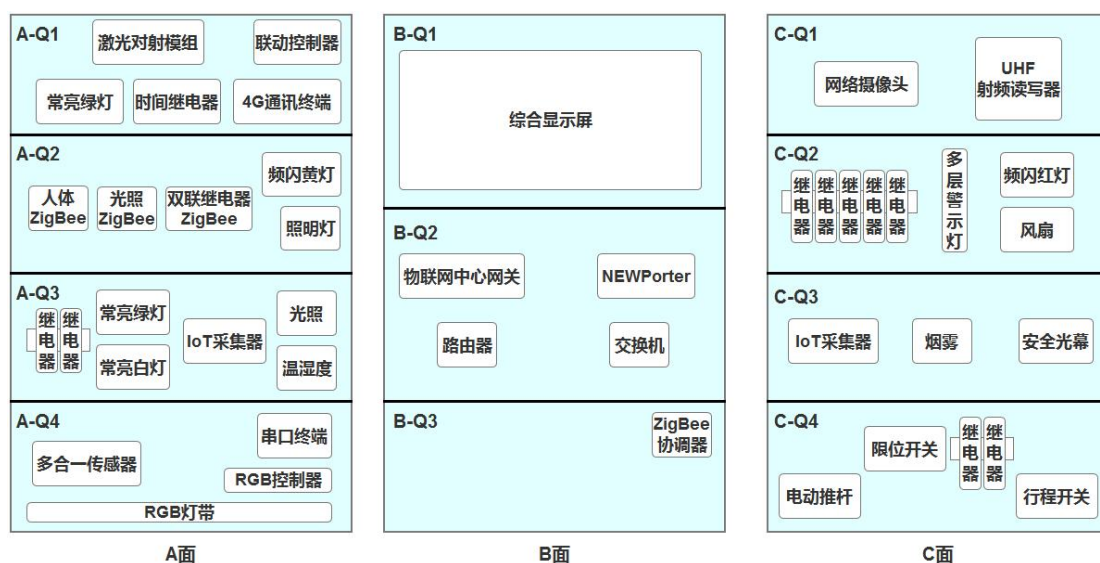 A-Q1
激光对射模组
联动控制器
常亮绿灯
时间继电器
4G通讯终端
A-Q2
频闪黄灯
人体
ZigBee
光照
ZigBee
双联继电器
ZigBee
照明灯
A-Q3
继电器
继电器
常亮绿灯
常亮白灯
IoT采集器
光照
温湿度
A-Q4
串口终端
多合一传感器
RGB控制器
RGB灯带
A面
B-Q1
综合显示屏
B-Q2
物联网中心网关
NEWPorter
路由器
交换机
B-Q3
ZigBee
协调器
B面
C-Q1
网络摄像头
UHF
射频读写器
C-Q2
继电器
继电器
继电器
继电器
继电器
多层警示灯
频闪红灯
风扇
C-Q3
IoT采集器
烟雾
安全光幕
C-Q4
限位开关
继电器
继电器
电动推杆
行程开关
C面